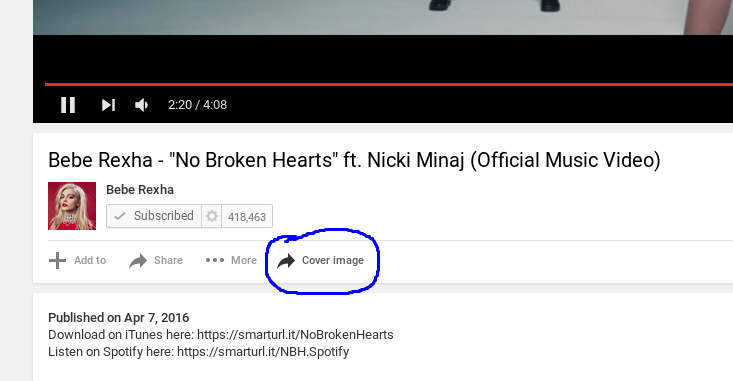 2:20 / 4:08
Bebe Rexha - "No Broken Hearts" ft. Nicki Minaj (Official Music Video)
Bebe Rexha
Subscribed 418,463
Add to Share More Cover image
Published on Apr 7, 2016
Download on iTunes here: https://smarturl.it/NoBrokenHearts
Listen on Spotify here: https://smarturl.it/NBH.Spotify